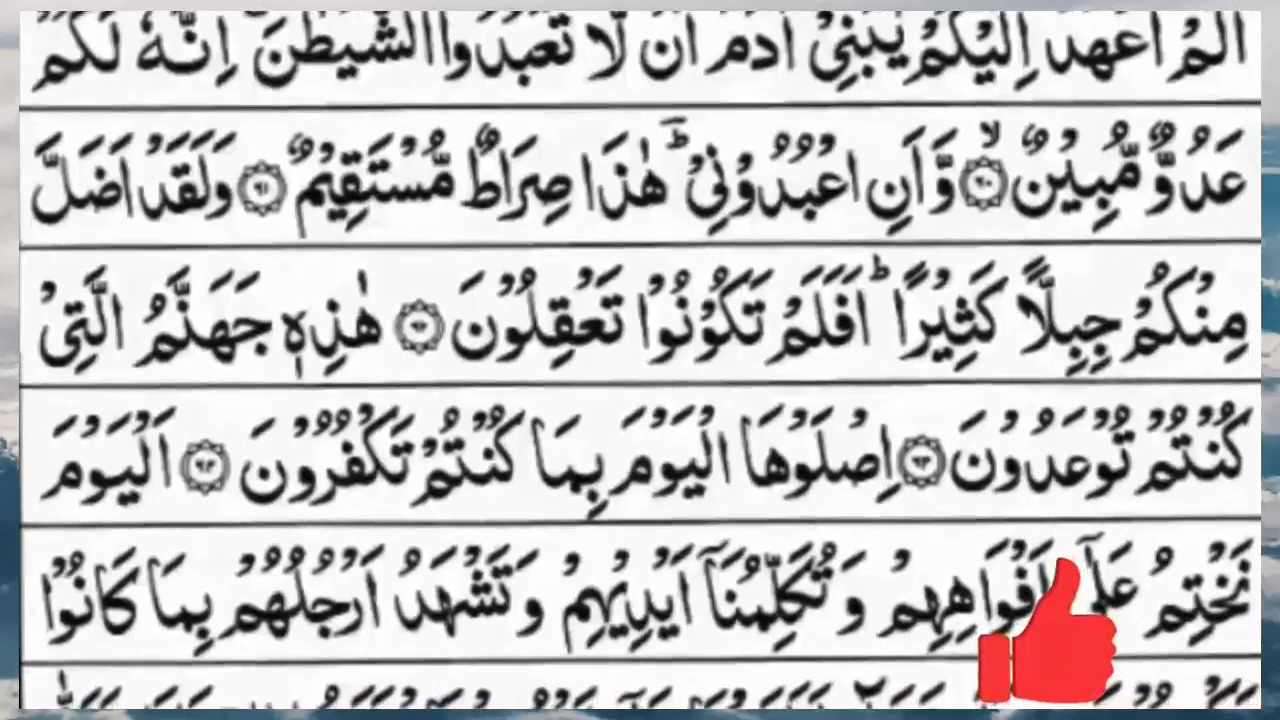 اَلَمْ اَعْهَدْ اِلَيْكُمْ يٰبَنِيْۤ اٰدَمَ اَنْ لَّا تَعْبُدُوا الشَّيْطٰنَ ۚ اِنَّهٗ لَكُمْ
عَدُوٌّ مُّبِيْنٌ ۙ﴿۶۰﴾ وَّاَنِ اعْبُدُوْنِيْ ؕ هٰذَا صِرَاطٌ مُّسْتَقِيْمٌ ﴿۶۱﴾ وَلَقَدْ اَضَلَّ
مِنْكُمْ جِبِلًّا كَثِيْرًا ؕ اَفَلَمْ تَكُوْنُوْا تَعْقِلُوْنَ ﴿۶۲﴾ هٰذِهٖ جَهَنَّمُ الَّتِيْ
كُنْتُمْ تُوْعَدُوْنَ ﴿۶۳﴾ اِصْلَوْهَا الْيَوْمَ بِمَا كُنْتُمْ تَكْفُرُوْنَ ﴿۶۴﴾ اَلْيَوْمَ
نَخْتِمُ عَلٰۤى اَفْوَاهِهِمْ وَ تُكَلِّمُنَاۤ اَيْدِيْهِمْ وَ تَشْهَدُ اَرْجُلُهُمْ بِمَا كَانُوْا